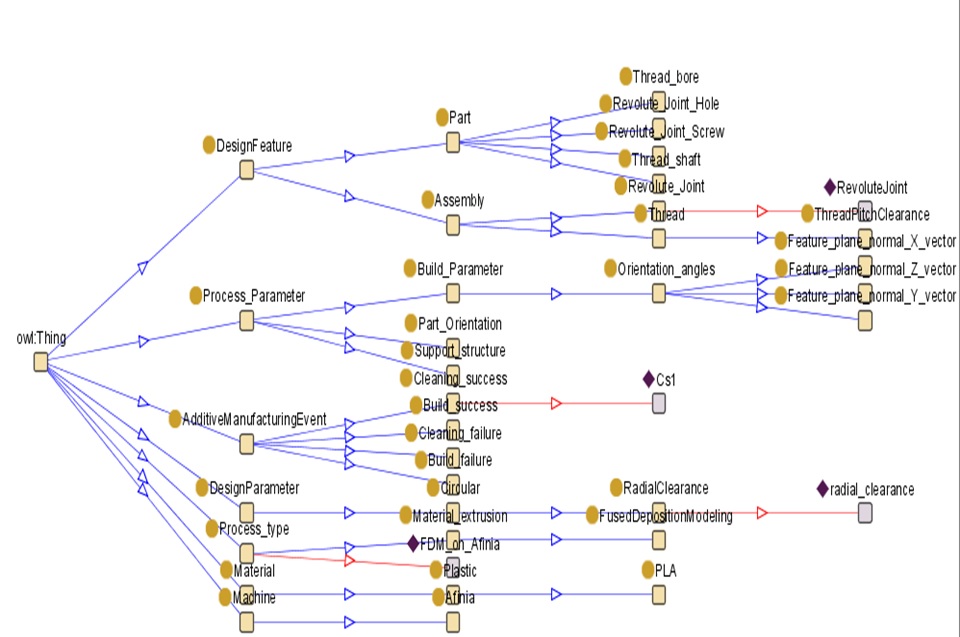 Thread_bore
Revolute_Joint_Hole
Part
Revolute_Joint_Screw
DesignFeature
Thread_shaft
Revolute_Joint
RevoluteJoint
Assembly
Thread
ThreadPitchClearance
Feature_plane_normal_X_vector
Build_Parameter
Orientation_angles
Feature_plane_normal_Z_vector
Process_Parameter
Feature_plane_normal_Y_vector
Part_Orientation
owl:Thing
Support_structure
Cleaning_success
Cs1
Build_success
AdditiveManufacturingEvent
Cleaning_failure
Build_failure
DesignParameter
Circular
RadialClearance
radial_clearance
Material_extrusion
FusedDepositionModeling
Process_type
FDM_on_Afinia
Material
Plastic
PLA
Machine
Afinia